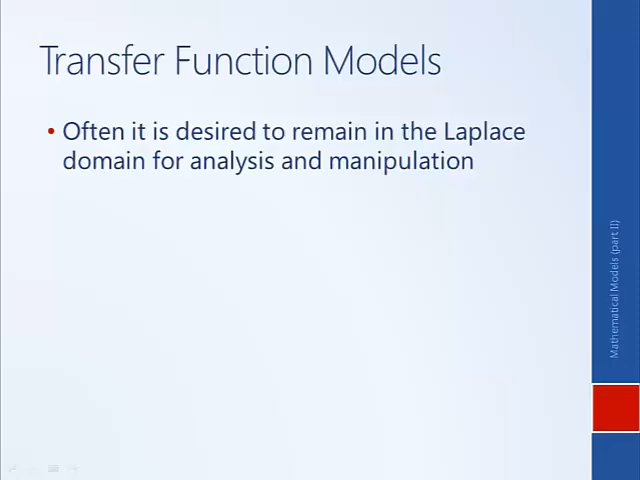 Transfer Function Models
• Often it is desired to remain in the Laplace
domain for analysis and manipulation
Mathematical Models (part II)